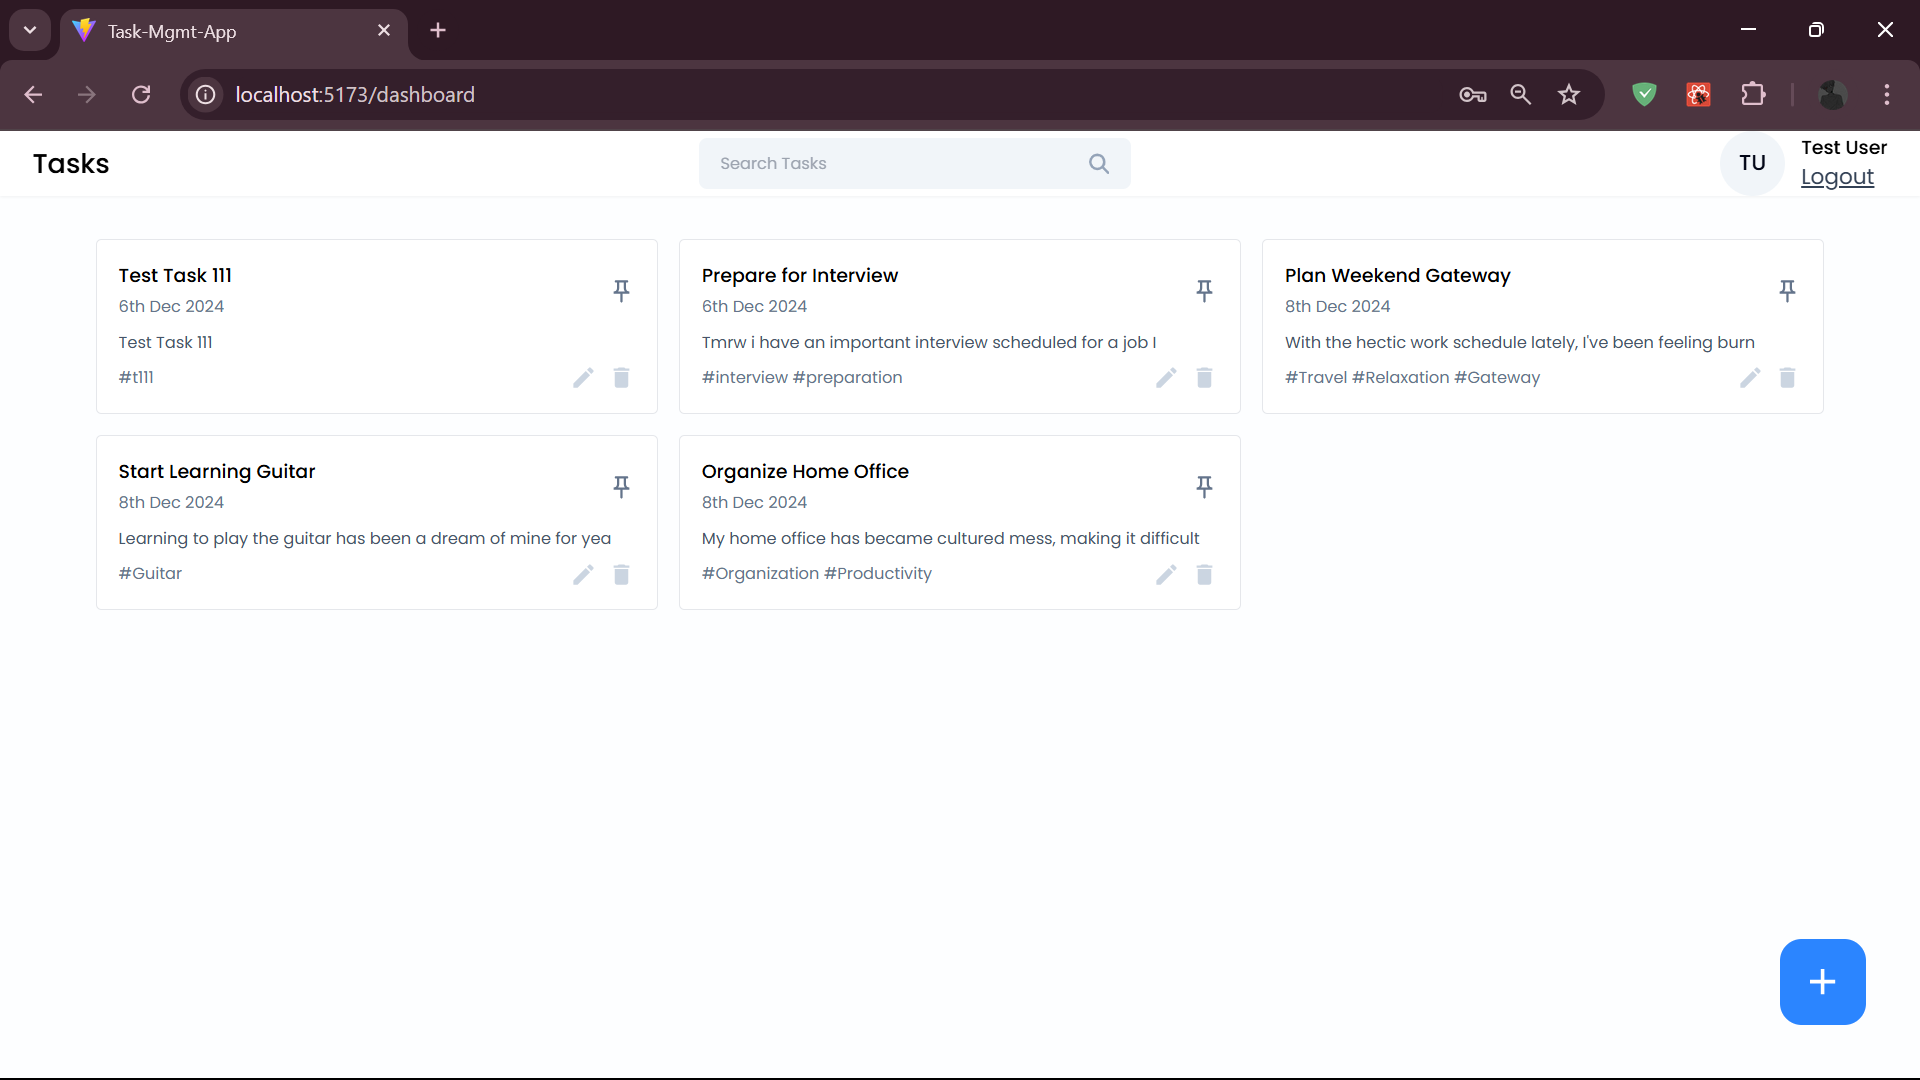 Task-Mgmt-App
localhost:5173/dashboard
Tasks
Search Tasks
TU
Test User
Logout
Test Task 111
6th Dec 2024
Test Task 111
#t111
Prepare for Interview
6th Dec 2024
Tmrw i have an important interview scheduled for a job I
#interview #preparation
Plan Weekend Gateway
8th Dec 2024
With the hectic work schedule lately, I've been feeling burn
#Travel #Relaxation #Gateway
Start Learning Guitar
8th Dec 2024
Learning to play the guitar has been a dream of mine for yea
#Guitar
Organize Home Office
8th Dec 2024
My home office has became cultured mess, making it difficult
#Organization #Productivity